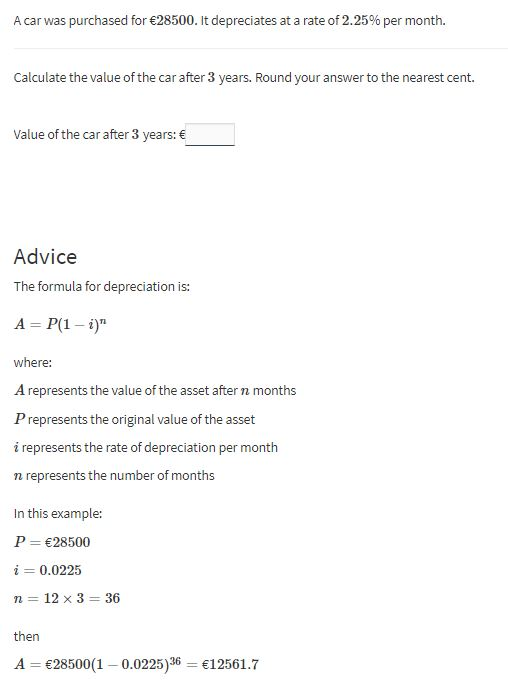 A car was purchased for €28500. It depreciates at a rate of 2.25% per month.
Calculate the value of the car after 3 years. Round your answer to the nearest cent.
Value of the car after 3 years: €
Advice
The formula for depreciation is:
A = P(1 − i)ⁿ
where:
A represents the value of the asset after n months
P represents the original value of the asset
i represents the rate of depreciation per month
n represents the number of months
In this example:
P = €28500
i = 0.0225
n = 12 × 3 = 36
then
A = €28500(1 − 0.0225)³⁶ = €12561.7